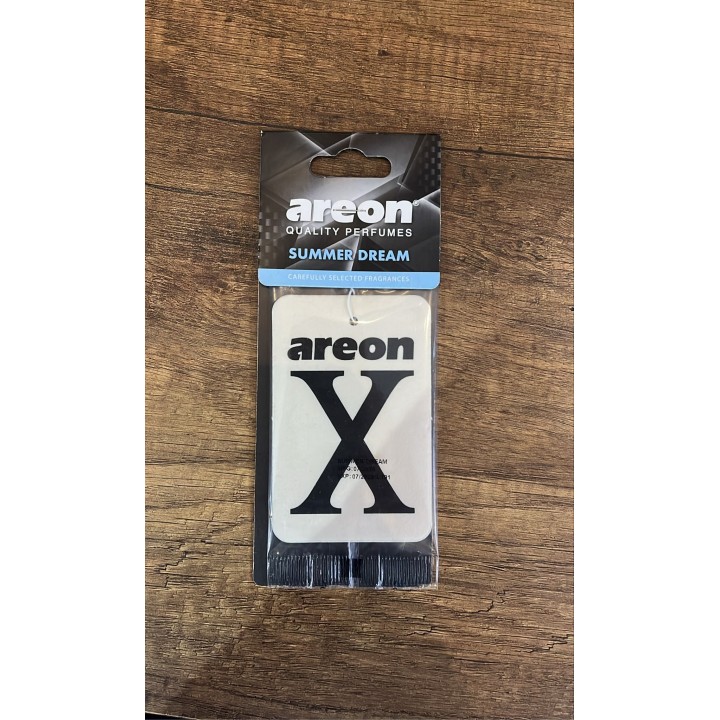 areon®
QUALITY PERFUMES
SUMMER DREAM
CAREFULLY SELECTED FRAGRANCES
areon
X